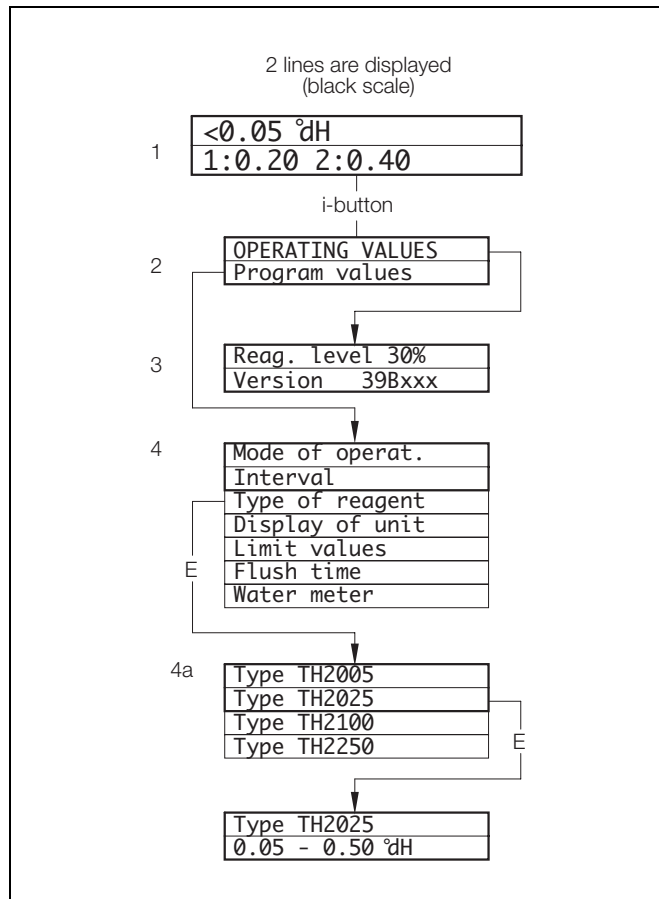 2 lines are displayed
(black scale)
1
<0.05 °dH
1:0.20 2:0.40
i-button
2
OPERATING VALUES
Program values
3
Reag. level 30%
Version 39Bxxx
4
Mode of operat.
Interval
Type of reagent
Display of unit
Limit values
Flush time
Water meter
E
4a
Type TH2005
Type TH2025
Type TH2100
Type TH2250
E
Type TH2025
0.05 - 0.50 °dH